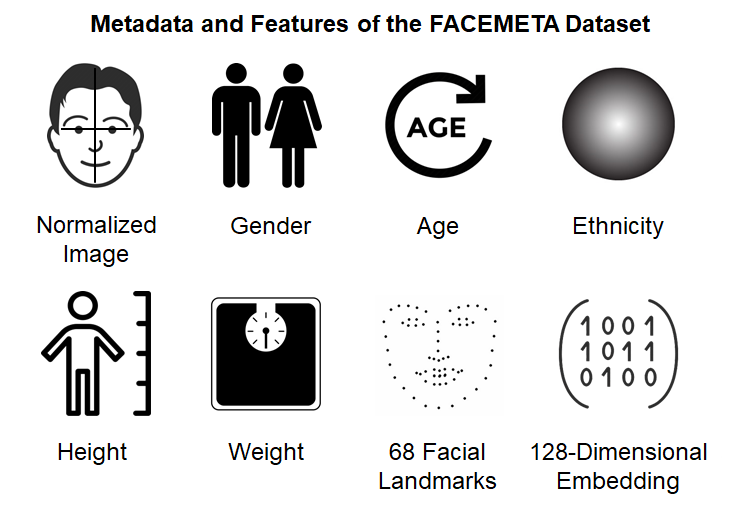 Metadata and Features of the FACEMETA Dataset
AGE
Normalized
Image
Gender
Age
Ethnicity
1 0 0 1
1 0 1 1
0 1 0 0
Height
Weight
68 Facial
Landmarks
128-Dimensional
Embedding